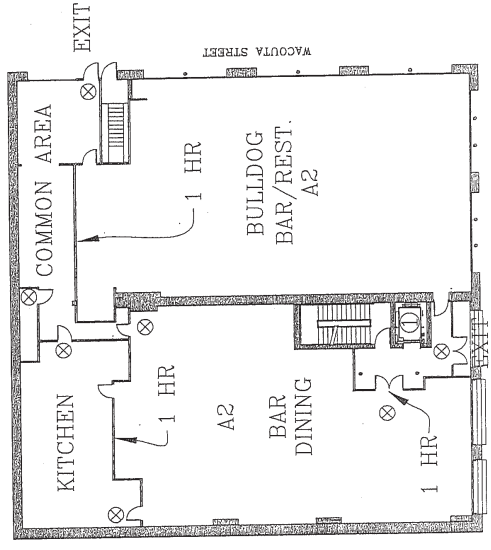 EXIT
WACOUTA STREET
COMMON AREA
1 HR
BULLDOG
BAR/REST.
A2
KITCHEN
1 HR
A2
BAR
DINING
1 HR
EXIT